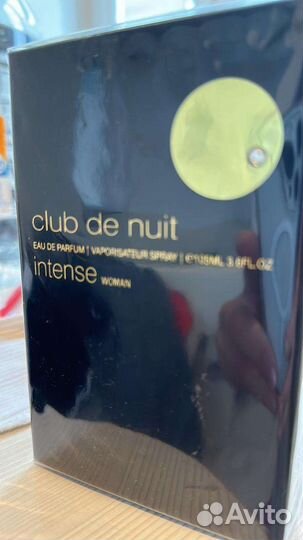 club de nuit
EAU DE PARFUM | VAPORISATEUR SPRAY | ℮105ML 3.6FL.OZ
intense WOMAN
Avito